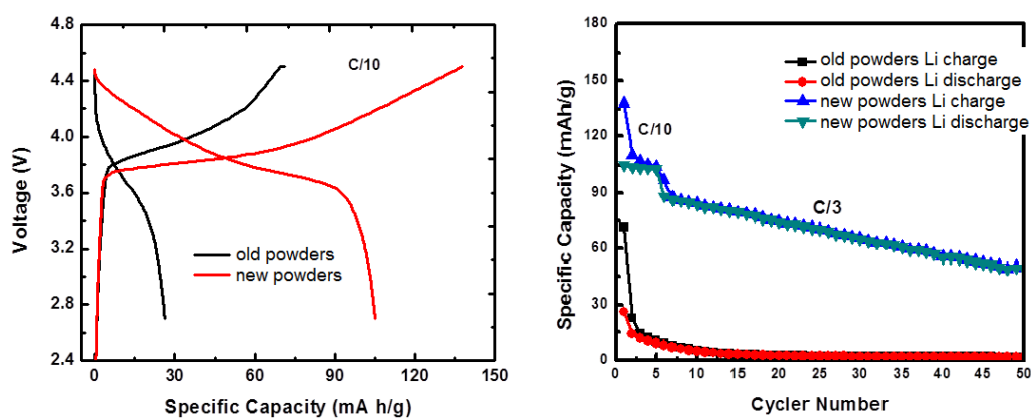 4.8
4.4
4.0
3.6
3.2
2.8
2.4
Voltage (V)
C/10
old powders
new powders
0 30 60 90 120 150
Specific Capacity (mA h/g)
180
150
120
90
60
30
0
Specific Capacity (mAh/g)
old powders Li charge
old powders Li discharge
new powders Li charge
new powders Li discharge
C/10
C/3
0 5 10 15 20 25 30 35 40 45 50
Cycler Number